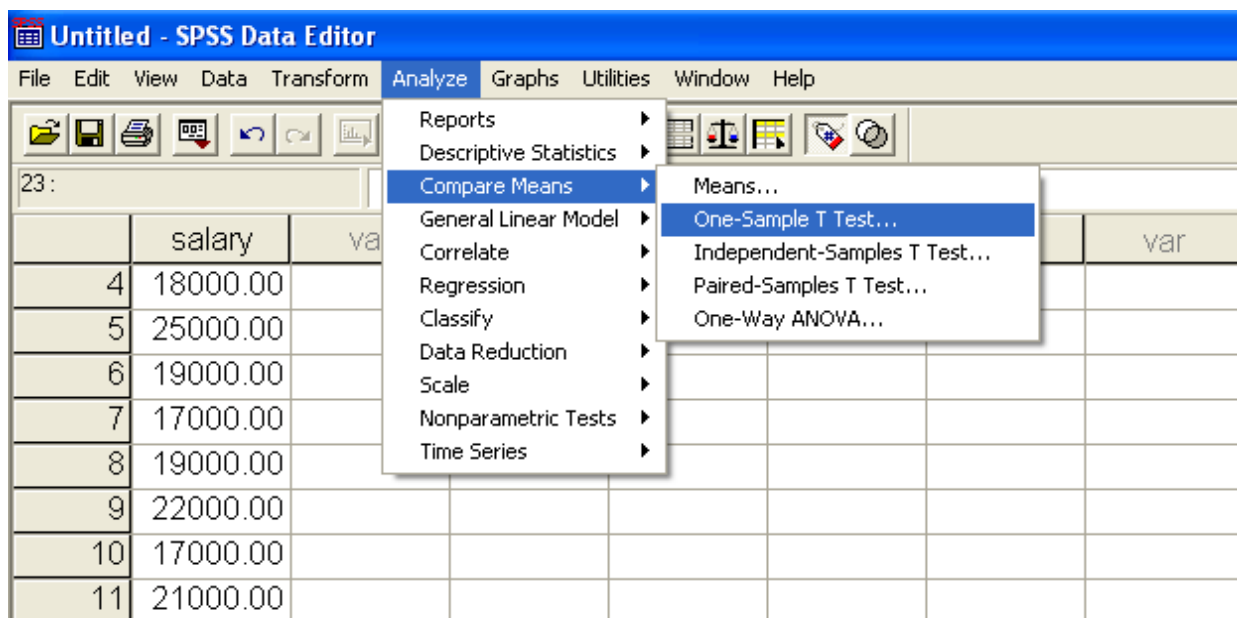 Untitled - SPSS Data Editor
File Edit View Data Transform Analyze Graphs Utilities Window Help
Reports
Descriptive Statistics
23 :
Compare Means
Means...
General Linear Model
One-Sample T Test...
salary
va
Correlate
Independent-Samples T Test...
var
4 18000.00
Regression
Paired-Samples T Test...
5 25000.00
Classify
One-Way ANOVA...
Data Reduction
6 19000.00
Scale
7 17000.00
Nonparametric Tests
8 19000.00
Time Series
9 22000.00
10 17000.00
11 21000.00